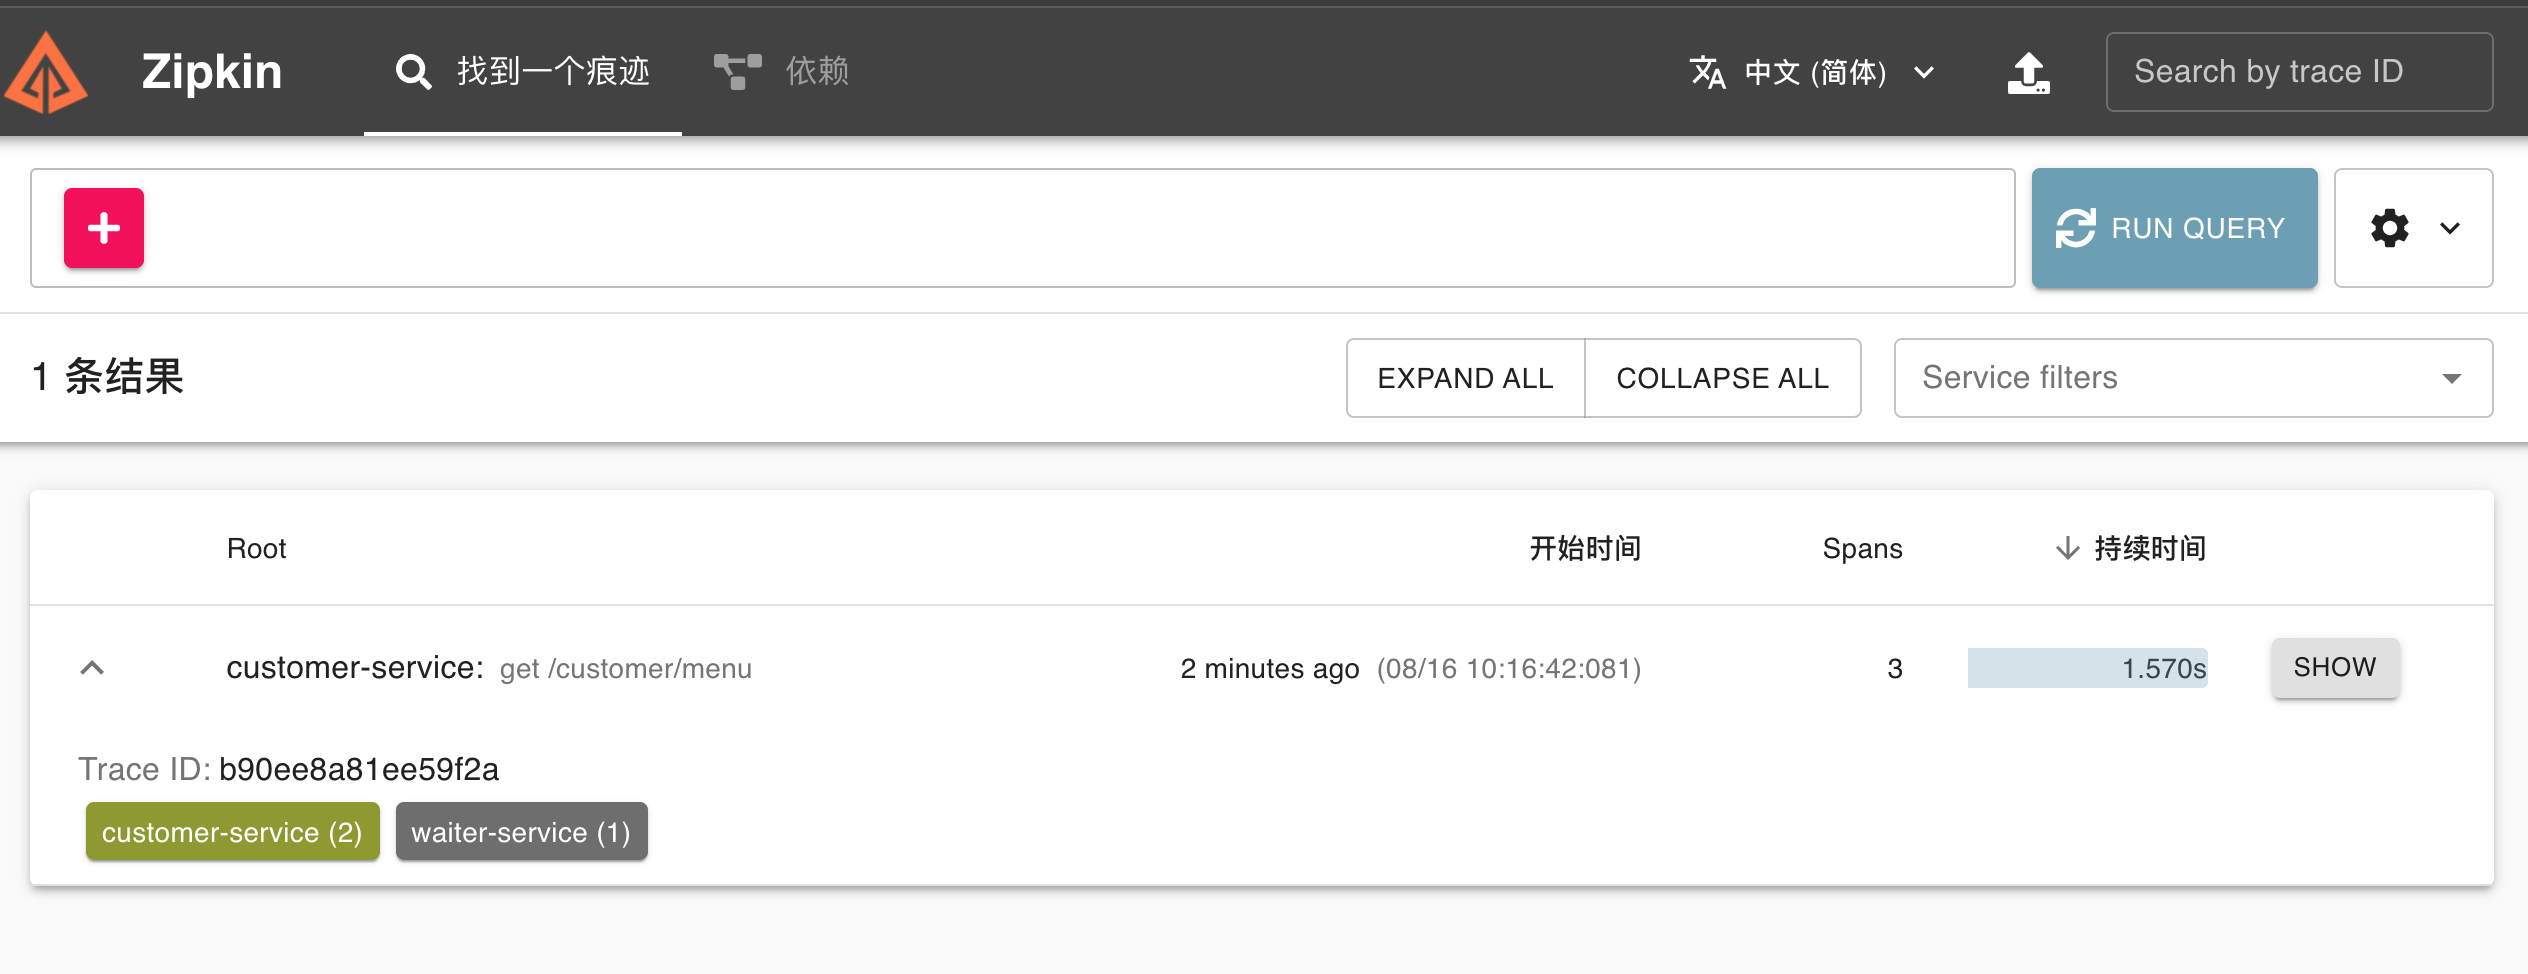 Zipkin 找到一个痕迹 依赖 中文 (简体) Search by trace ID
RUN QUERY
1 条结果 EXPAND ALL COLLAPSE ALL Service filters
Root 开始时间 Spans 持续时间
customer-service: get /customer/menu 2 minutes ago (08/16 10:16:42:081) 3 1.570s SHOW
Trace ID: b90ee8a81ee59f2a
customer-service (2) waiter-service (1)